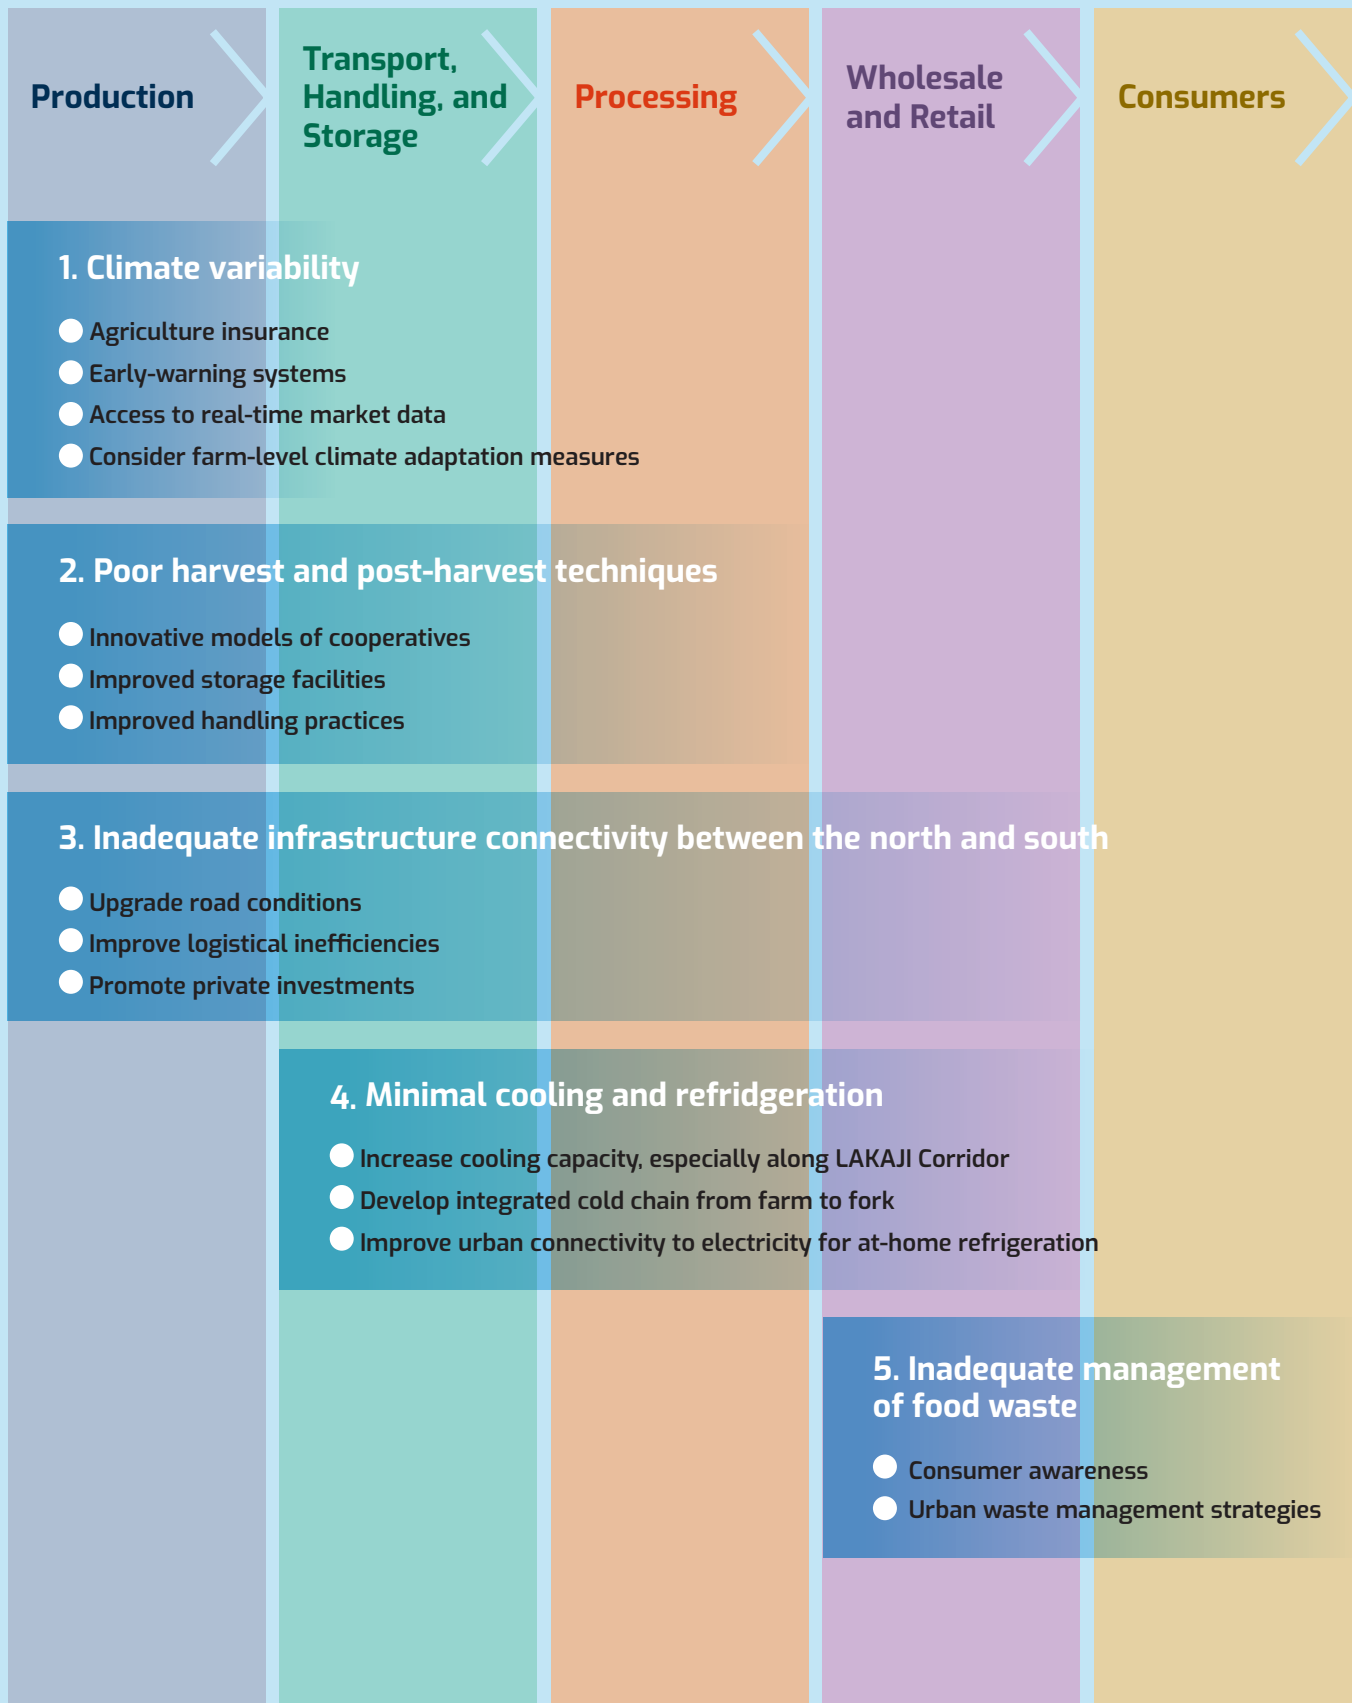 Production
Transport,
Handling, and
Storage
Processing
Wholesale
and Retail
Consumers
1. Climate variability
Agriculture insurance
Early-warning systems
Access to real-time market data
Consider farm-level climate adaptation measures
2. Poor harvest and post-harvest techniques
Innovative models of cooperatives
Improved storage facilities
Improved handling practices
3. Inadequate infrastructure connectivity between the north and south
Upgrade road conditions
Improve logistical inefficiencies
Promote private investments
4. Minimal cooling and refridgeration
Increase cooling capacity, especially along LAKAJI Corridor
Develop integrated cold chain from farm to fork
Improve urban connectivity to electricity for at-home refrigeration
5. Inadequate management
of food waste
Consumer awareness
Urban waste management strategies